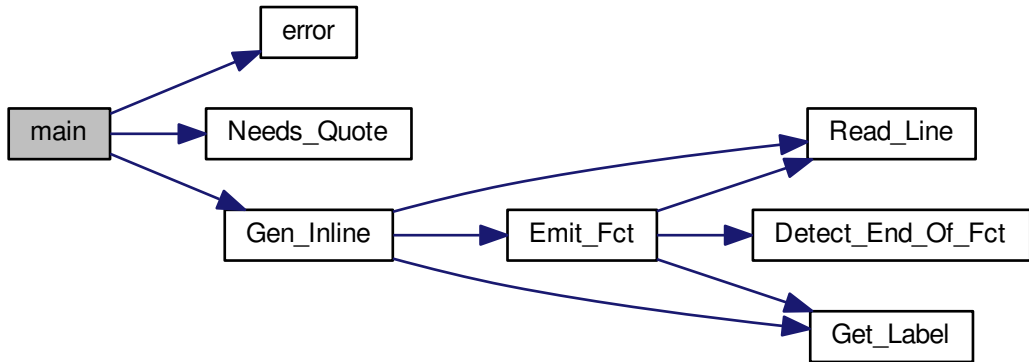 error
main
Needs_Quote
Read_Line
Gen_Inline
Emit_Fct
Detect_End_Of_Fct
Get_Label